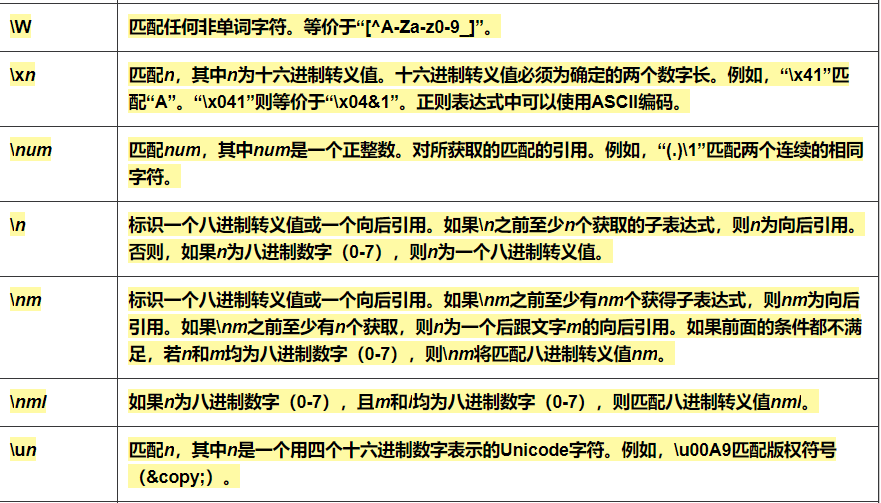 \W 匹配任何非单词字符。等价于“[^A-Za-z0-9_]”。
\xn 匹配n，其中n为十六进制转义值。十六进制转义值必须为确定的两个数字长。例如，“\x41”匹
配“A”。“\x041”则等价于“\x04&1”。正则表达式中可以使用ASCII编码。
\num 匹配num，其中num是一个正整数。对所获取的匹配的引用。例如，“(.)\1”匹配两个连续的相同
字符。
\n 标识一个八进制转义值或一个向后引用。如果\n之前至少n个获取的子表达式，则n为向后引用。
否则，如果n为八进制数字（0-7），则n为一个八进制转义值。
\nm 标识一个八进制转义值或一个向后引用。如果\nm之前至少有nm个获得子表达式，则nm为向后
引用。如果\nm之前至少有n个获取，则n为一个后跟文字m的向后引用。如果前面的条件都不满
足，若n和m均为八进制数字（0-7），则\nm将匹配八进制转义值nm。
\nml 如果n为八进制数字（0-7），且m和l均为八进制数字（0-7），则匹配八进制转义值nml。
\un 匹配n，其中n是一个用四个十六进制数字表示的Unicode字符。例如，\u00A9匹配版权符号
（&copy;）。